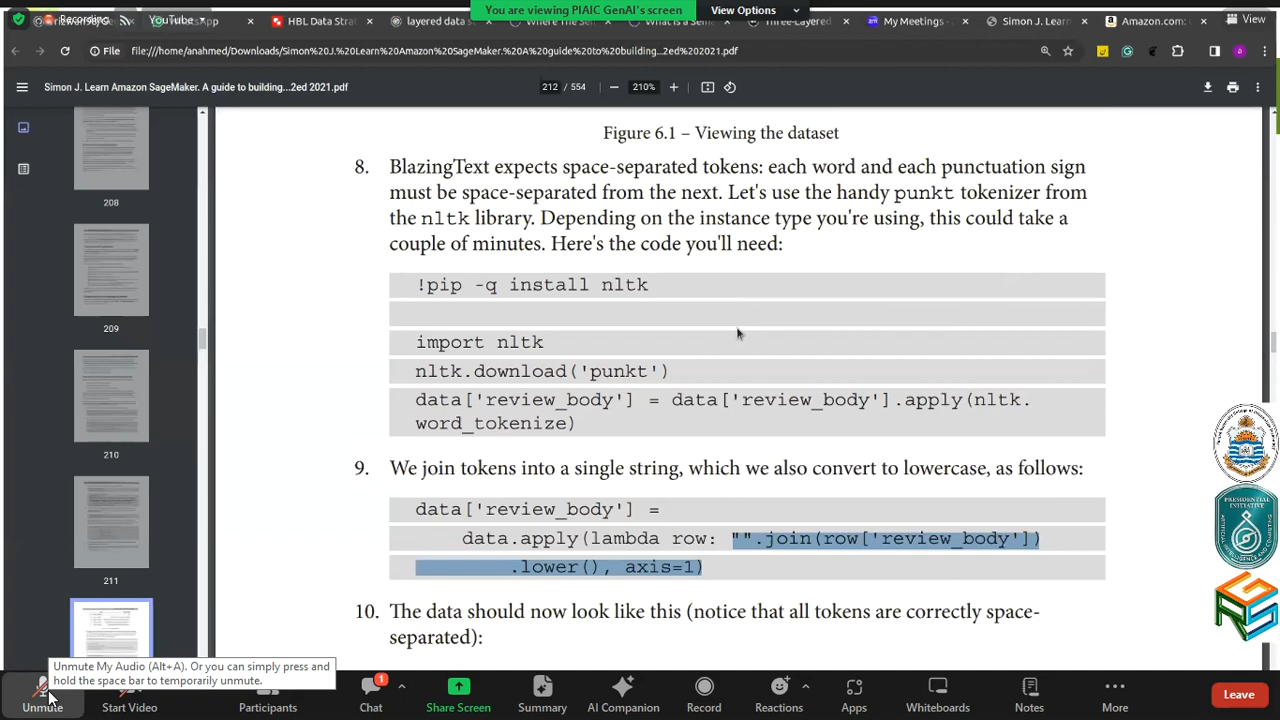 Recording
YouTube
WhatsApp
HBL Data Stra
layered data s
You are viewing PIAIC GenAI's screen
View Options
Where The Se
What is a Sem
Three-Layered
My Meetings -
Simon J. Learn
Amazon.com:
View
File
file:///home/anahmed/Downloads/Simon%20J.%20Learn%20Amazon%20SageMaker.%20A%20guide%20to%20building...2ed%202021.pdf
Simon J. Learn Amazon SageMaker. A guide to building...2ed 2021.pdf
212 / 554
210%
Figure 6.1 – Viewing the dataset
8. BlazingText expects space-separated tokens: each word and each punctuation sign
must be space-separated from the next. Let's use the handy punkt tokenizer from
the nltk library. Depending on the instance type you're using, this could take a
couple of minutes. Here's the code you'll need:
!pip -q install nltk
import nltk
nltk.download('punkt')
data['review_body'] = data['review_body'].apply(nltk.
word_tokenize)
9. We join tokens into a single string, which we also convert to lowercase, as follows:
data['review_body'] =
data.apply(lambda row: "".join(row['review_body'])
.lower(), axis=1)
10. The data should now look like this (notice that all tokens are correctly space-
separated):
208
209
210
211
PRESIDENTIAL
INITIATIVE
Unmute My Audio (Alt+A). Or you can simply press and
hold the space bar to temporarily unmute.
Unmute
Start Video
Participants
1
Chat
Share Screen
Summary
AI Companion
Record
Reactions
Apps
Whiteboards
Notes
More
Leave